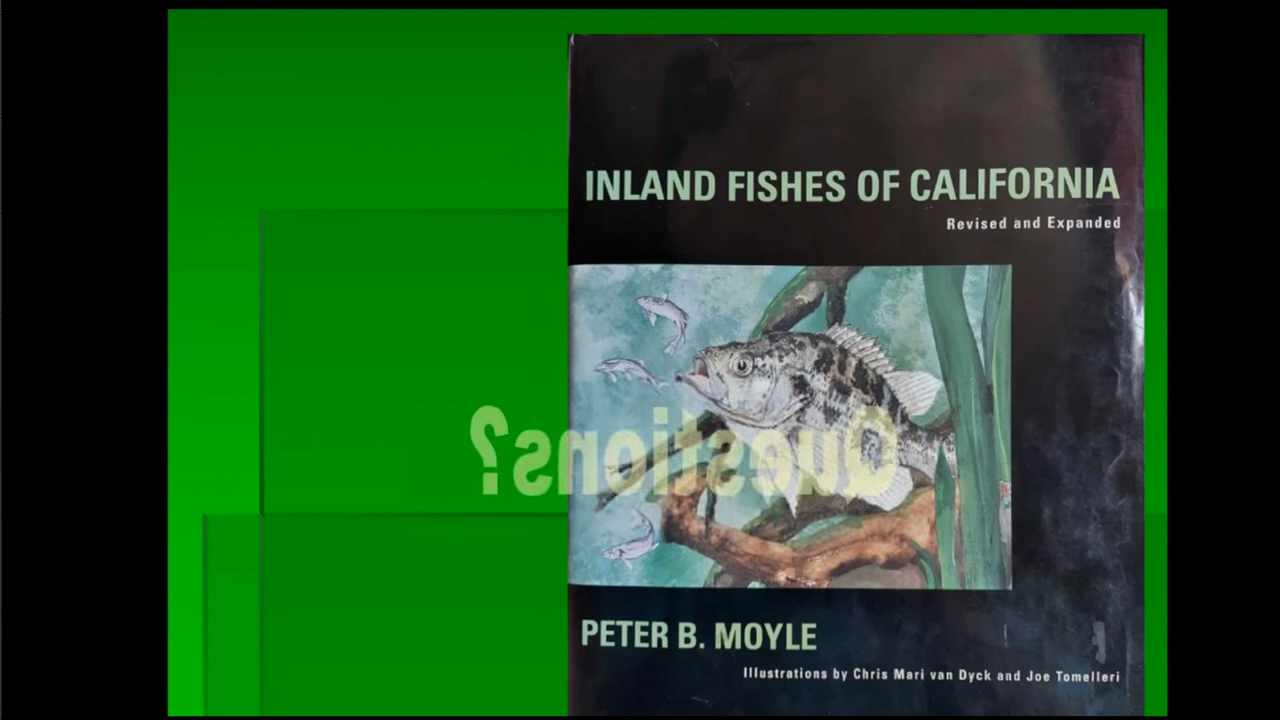 INLAND FISHES OF CALIFORNIA
Revised and Expanded
Questions?
PETER B. MOYLE
Illustrations by Chris Mari van Dyck and Joe Tomelleri